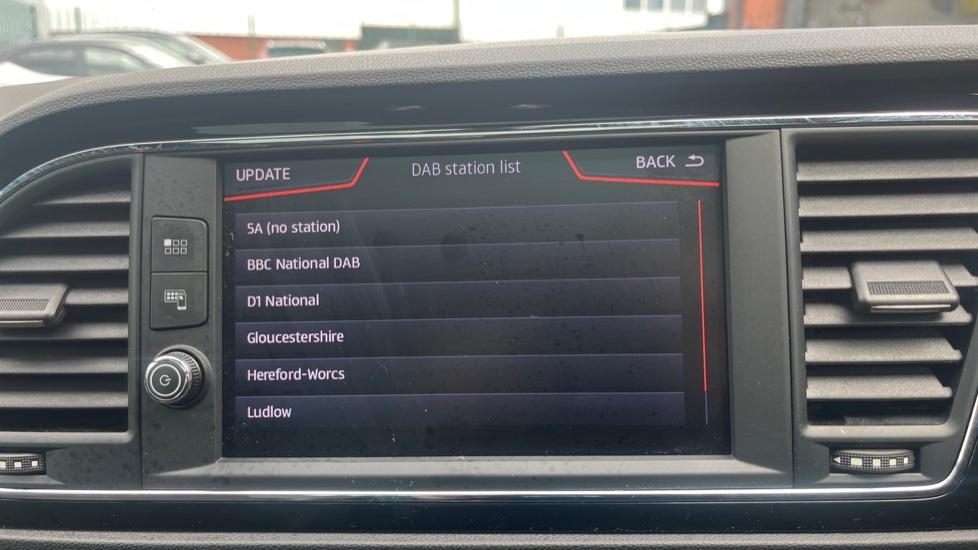 UPDATE
DAB station list
BACK
5A (no station)
BBC National DAB
D1 National
Gloucestershire
Hereford-Worcs
Ludlow